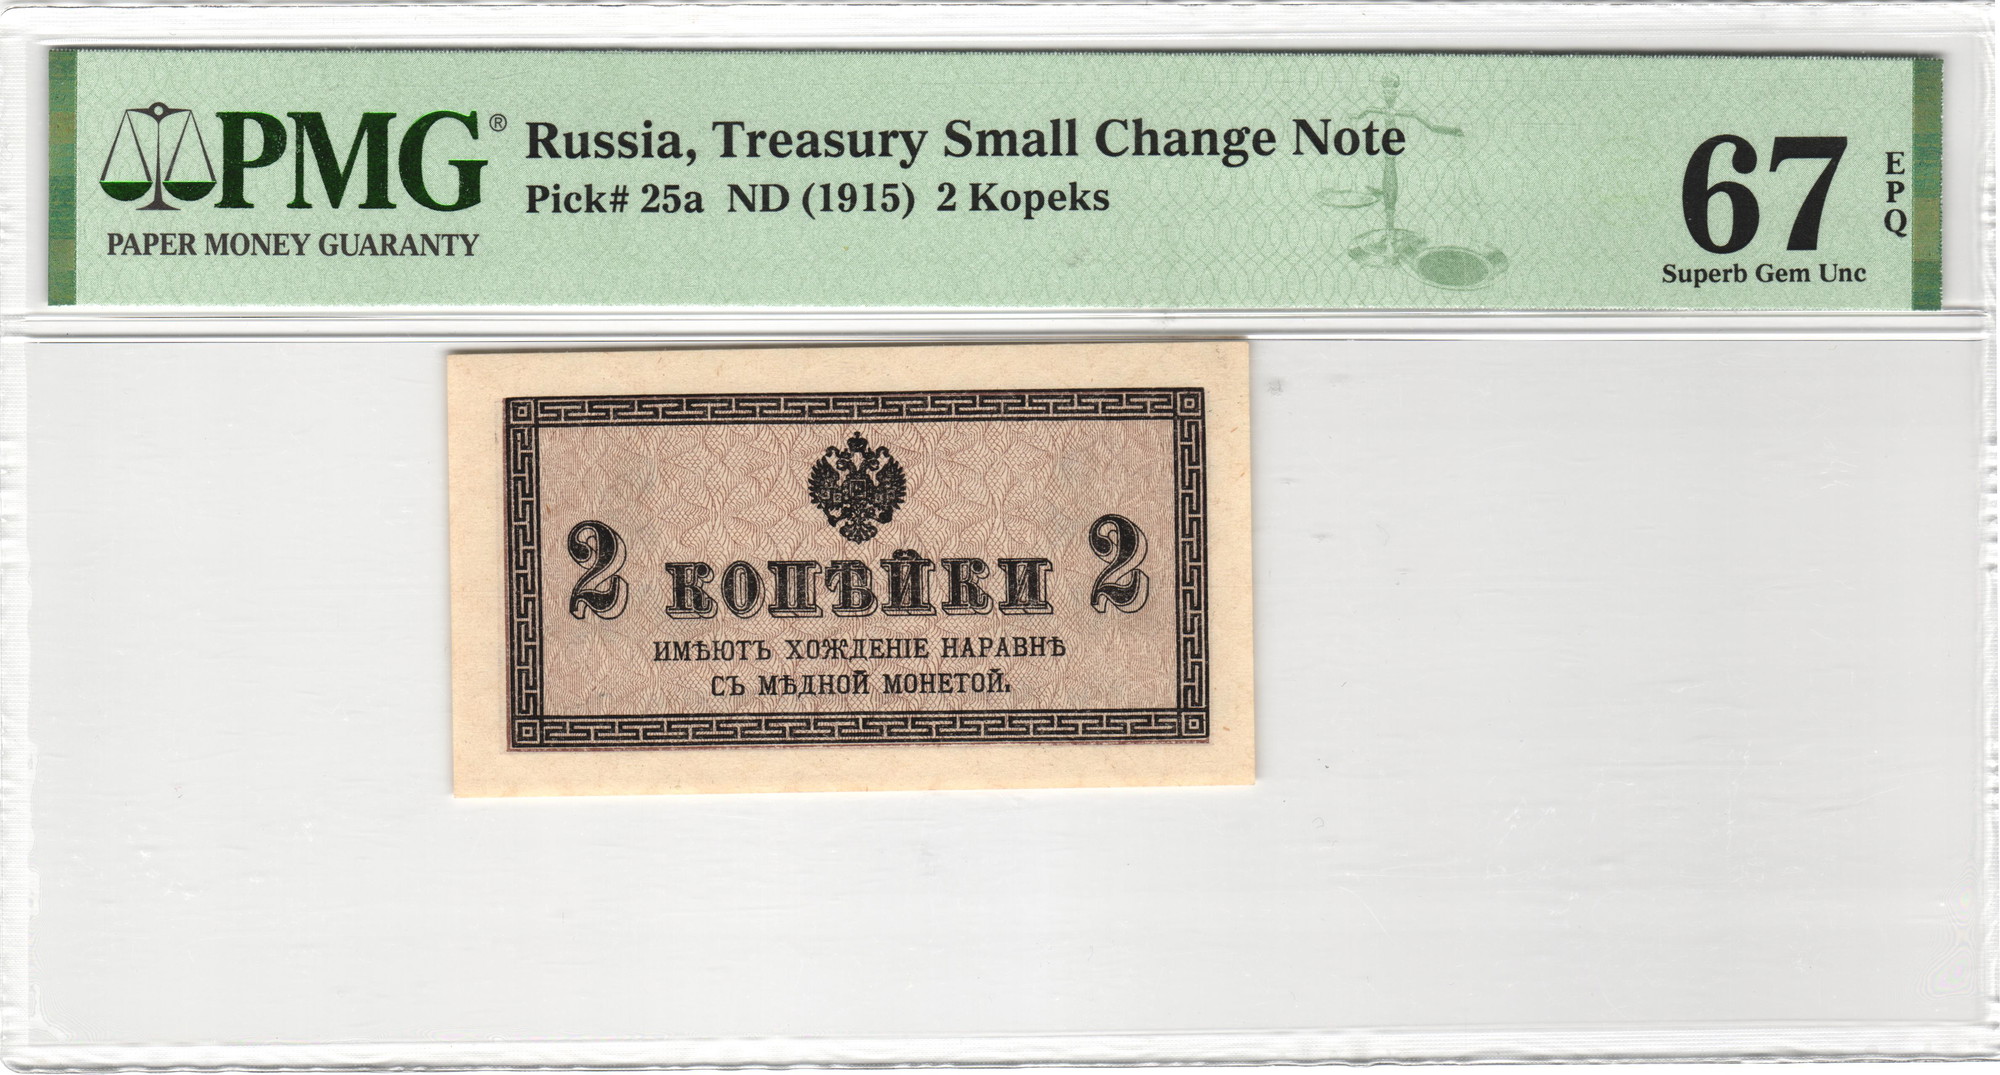 PMG®
PAPER MONEY GUARANTY
Russia, Treasury Small Change Note
Pick# 25a ND (1915) 2 Kopeks
67
EPQ
Superb Gem Unc
2 КОПѢЙКИ 2
ИМѢЮТЪ ХОЖДЕНІЕ НАРАВНѢ
СЪ МѢДНОЙ МОНЕТОЙ.